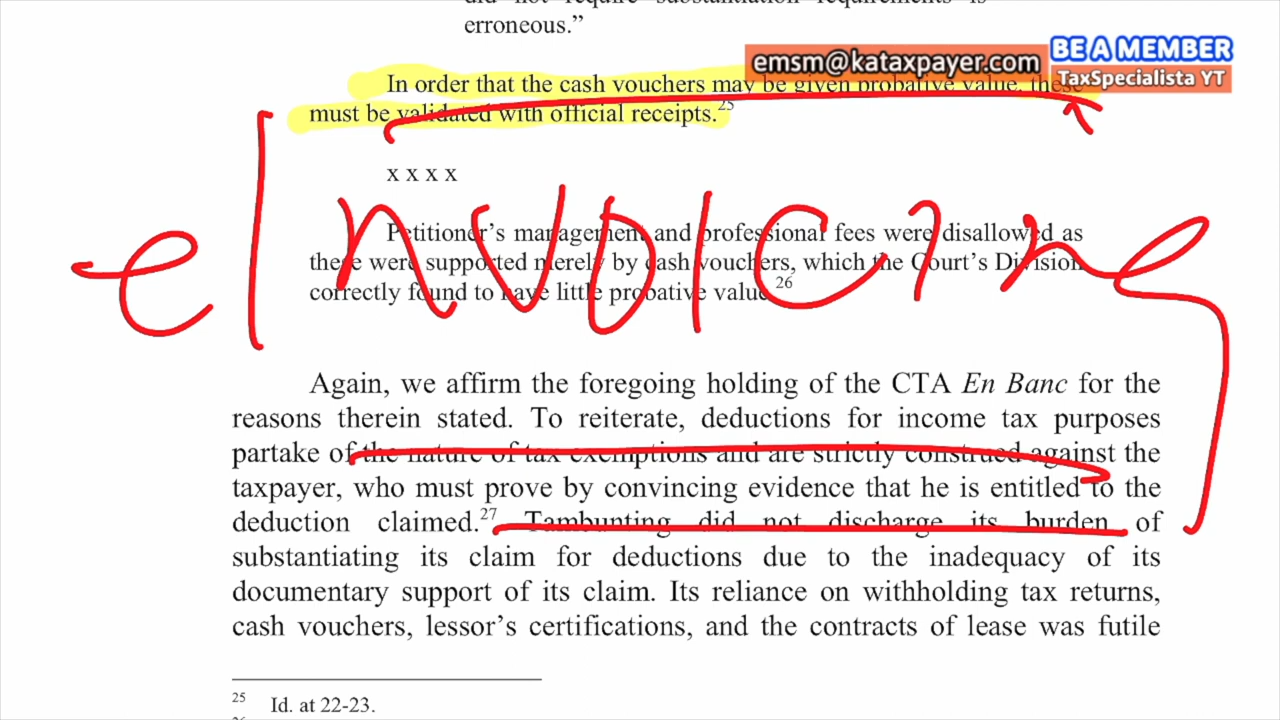 did not require substantiation requirements is
erroneous.”
emsm@kataxpayer.com
BE A MEMBER
TaxSpecialista YT
In order that the cash vouchers may be given probative value, these
must be validated with official receipts.25
x x x x
Petitioner’s management and professional fees were disallowed as
these were supported merely by cash vouchers, which the Court’s Division
correctly found to have little probative value.26
Again, we affirm the foregoing holding of the CTA En Banc for the
reasons therein stated. To reiterate, deductions for income tax purposes
partake of the nature of tax exemptions and are strictly construed against the
taxpayer, who must prove by convincing evidence that he is entitled to the
deduction claimed.27 Tambunting did not discharge its burden of
substantiating its claim for deductions due to the inadequacy of its
documentary support of its claim. Its reliance on withholding tax returns,
cash vouchers, lessor’s certifications, and the contracts of lease was futile
25 Id. at 22-23.